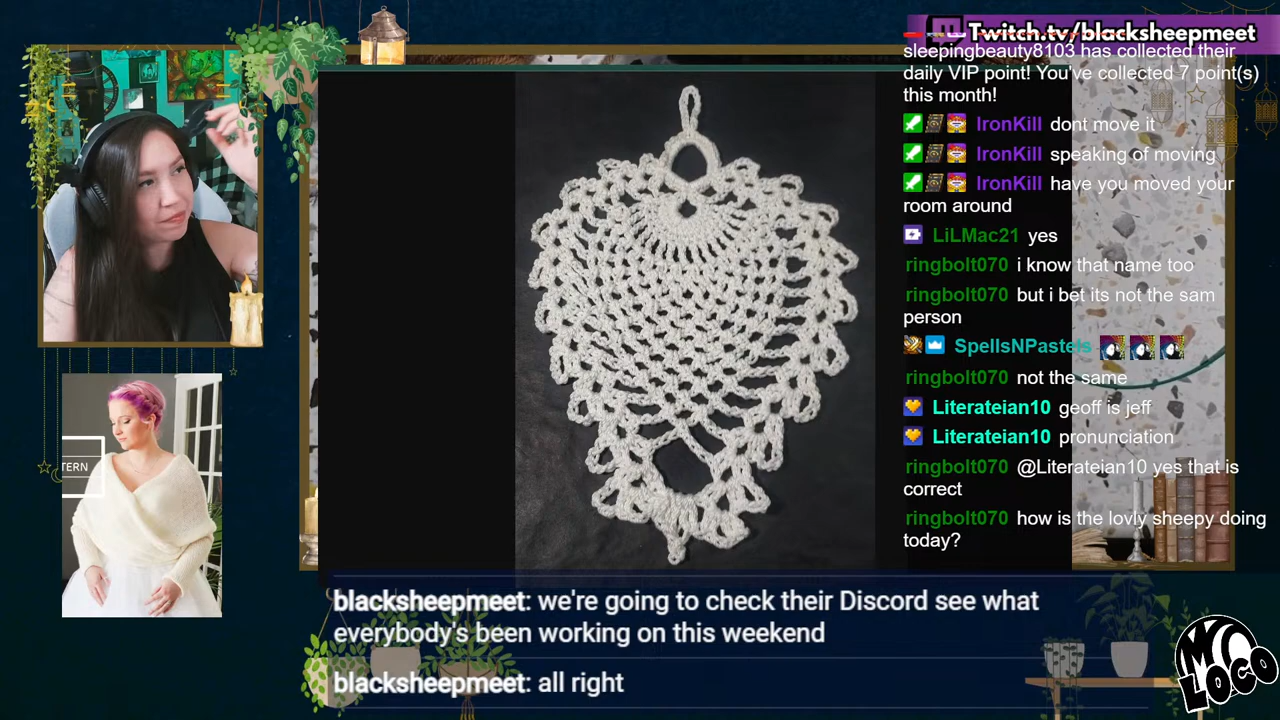 Twitch.tv/blacksheepmeet
sleepingbeauty8103 has collected their
daily VIP point! You've collected 7 point(s)
this month!
IronKill dont move it
IronKill speaking of moving
IronKill have you moved your
room around
LiLMac21 yes
ringbolt070 i know that name too
ringbolt070 but i bet its not the sam
person
SpellsNPastels
ringbolt070 not the same
Literateian10 geoff is jeff
Literateian10 pronunciation
ringbolt070 @Literateian10 yes that is
correct
ringbolt070 how is the lovly sheepy doing
today?
TERN
blacksheepmeet: we're going to check their Discord see what
everybody's been working on this weekend
blacksheepmeet: all right
MC
LOCO